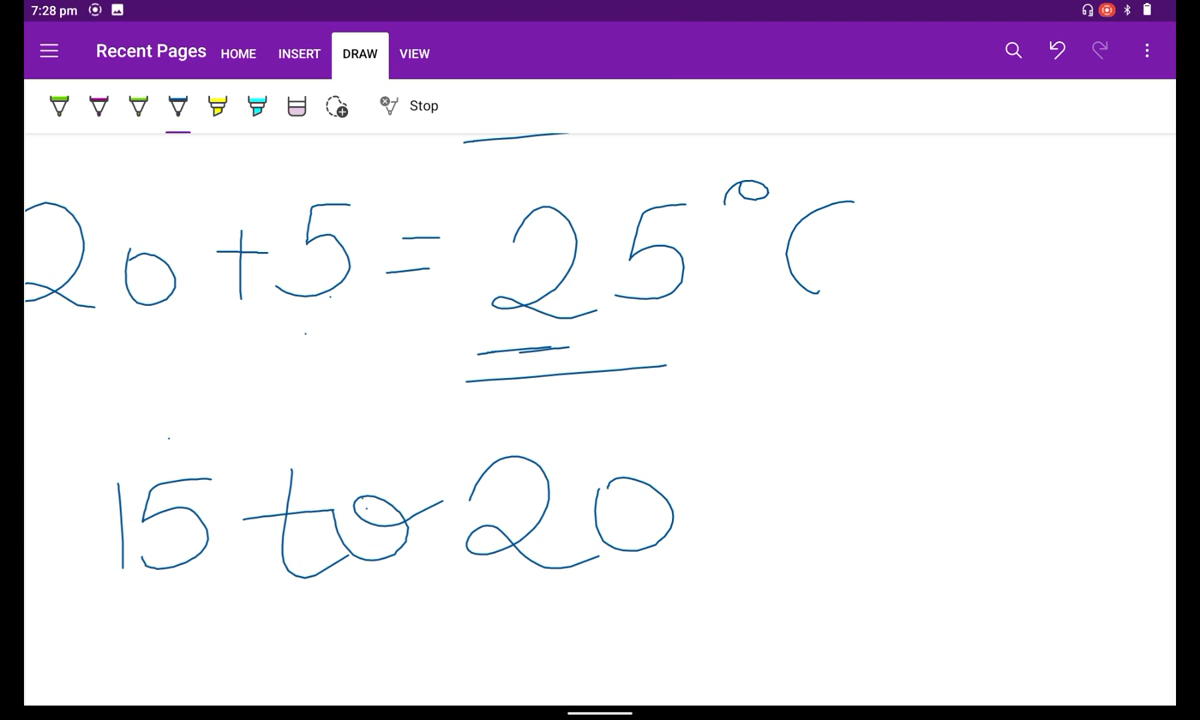 7:28 pm
Recent Pages HOME INSERT DRAW VIEW
Stop
20 + 5 = 25°C
15 to 20